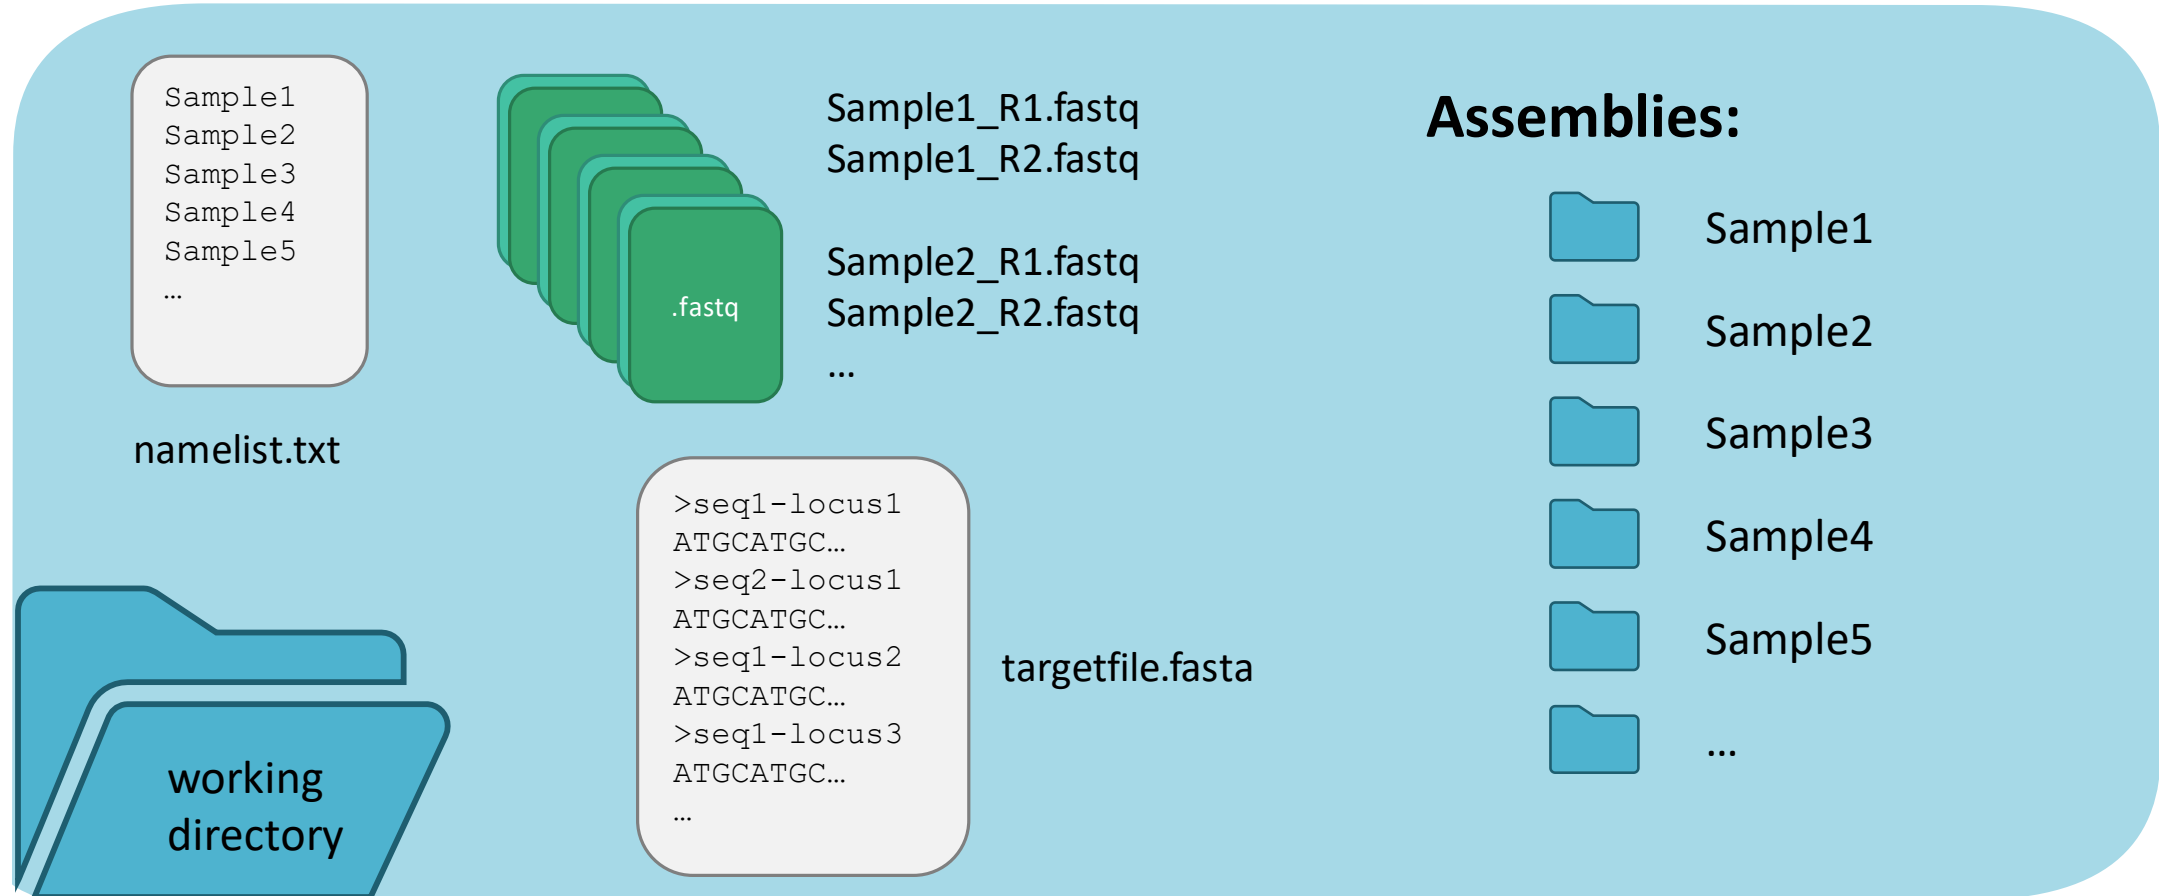 Sample1
Sample2
Sample3
Sample4
Sample5
…
namelist.txt
.fastq
Sample1_R1.fastq
Sample1_R2.fastq
Sample2_R1.fastq
Sample2_R2.fastq
...
>seq1-locus1
ATGCATGC…
>seq2-locus1
ATGCATGC…
>seq1-locus2
ATGCATGC…
>seq1-locus3
ATGCATGC…
…
targetfile.fasta
working
directory
Assemblies:
Sample1
Sample2
Sample3
Sample4
Sample5
...